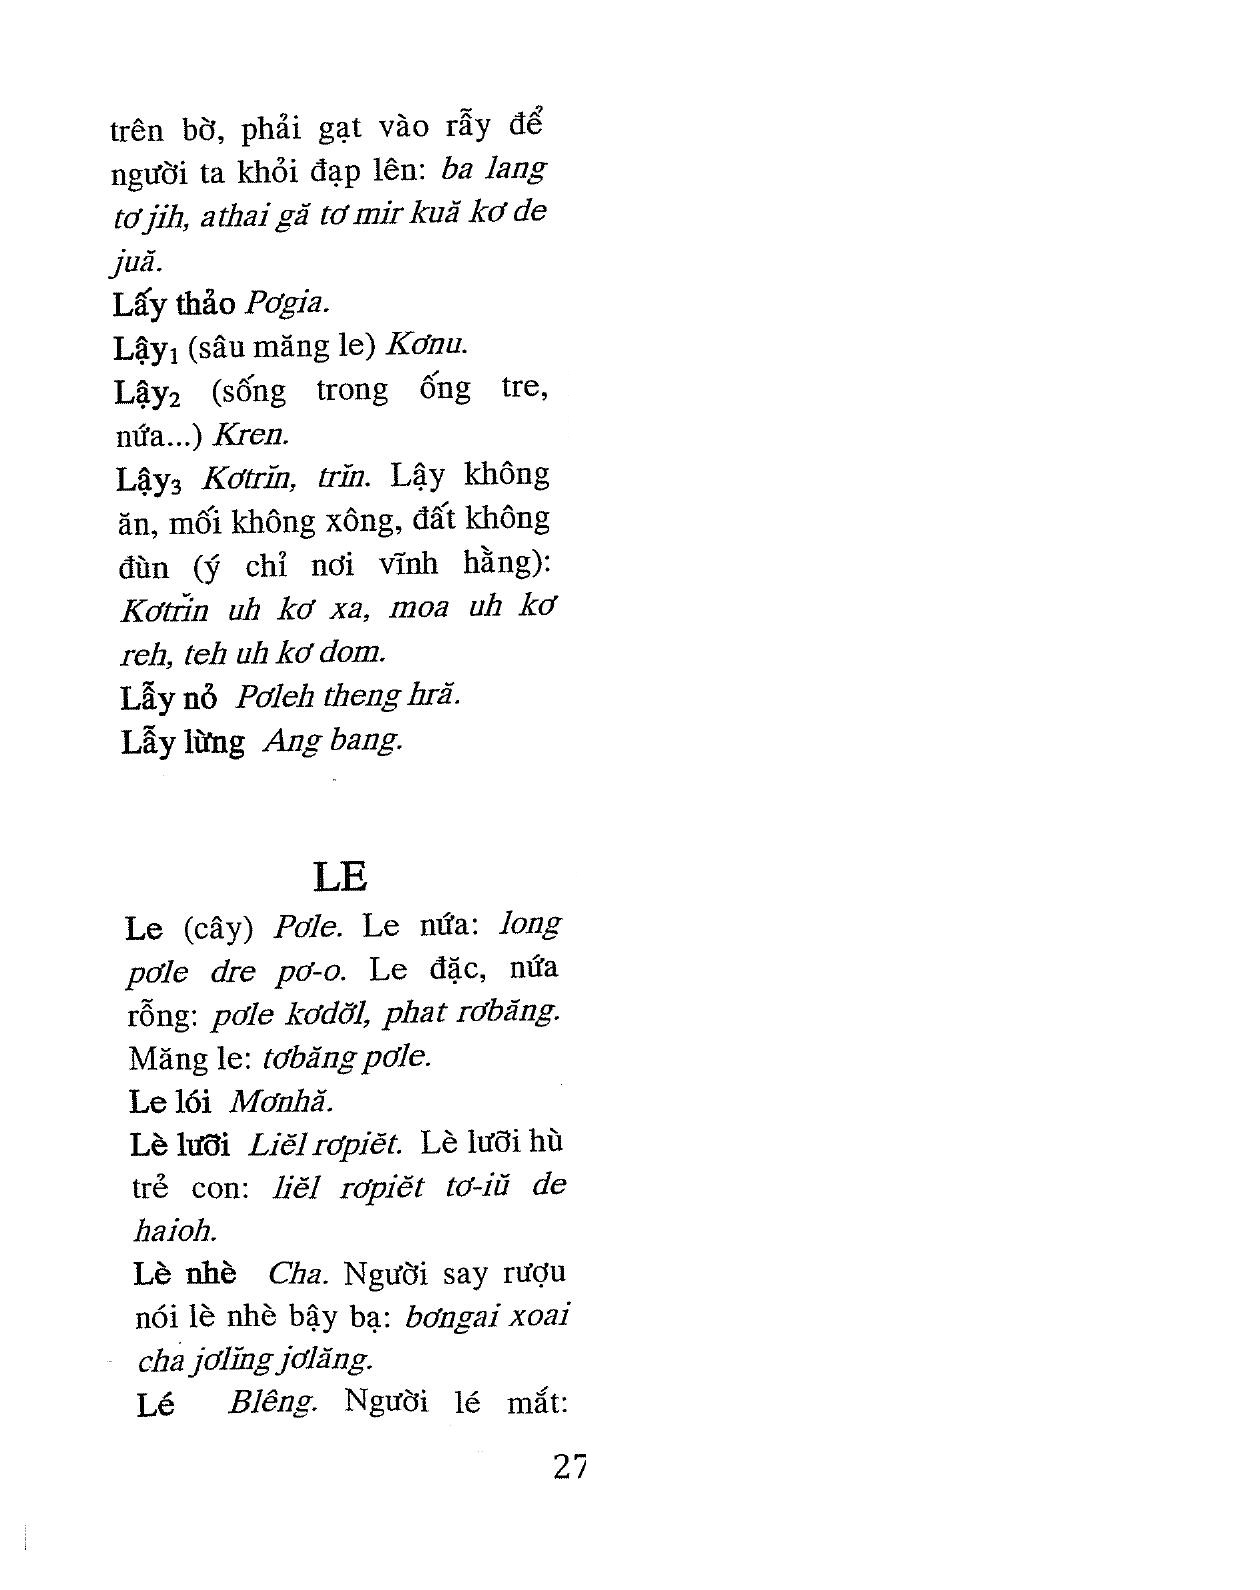 trên bờ, phải gạt vào rẫy để
người ta khỏi đạp lên: ba lang
tơ jih, athai gă tơ mir kuă kơ de
juă.
Lấy thảo Pơgia.
Lậy₁ (sâu măng le) Kơnu.
Lậy₂ (sống trong ống tre,
nứa...) Kren.
Lậy₃ Kơtrĭn, trĭn. Lậy không
ăn, mối không xông, đất không
đùn (ý chỉ nơi vĩnh hằng):
Kơtrĭn uh kơ xa, moa uh kơ
reh, teh uh kơ dom.
Lẫy nỏ Pơleh theng hră.
Lẫy lừng Ang bang.
LE
Le (cây) Pơle. Le nứa: long
pơle dre pơ-o. Le đặc, nứa
rỗng: pơle kơdơ̆l, phat rơbăng.
Măng le: tơbăng pơle.
Le lói Mơnhă.
Lè lưỡi Liĕl rơpiĕt. Lè lưỡi hù
trẻ con: liĕl rơpiĕt tơ-iŭ de
haioh.
Lè nhè Cha. Người say rượu
nói lè nhè bậy bạ: bơngai xoai
cha jơlĭng jơlăng.
Lé Blêng. Người lé mắt:
27